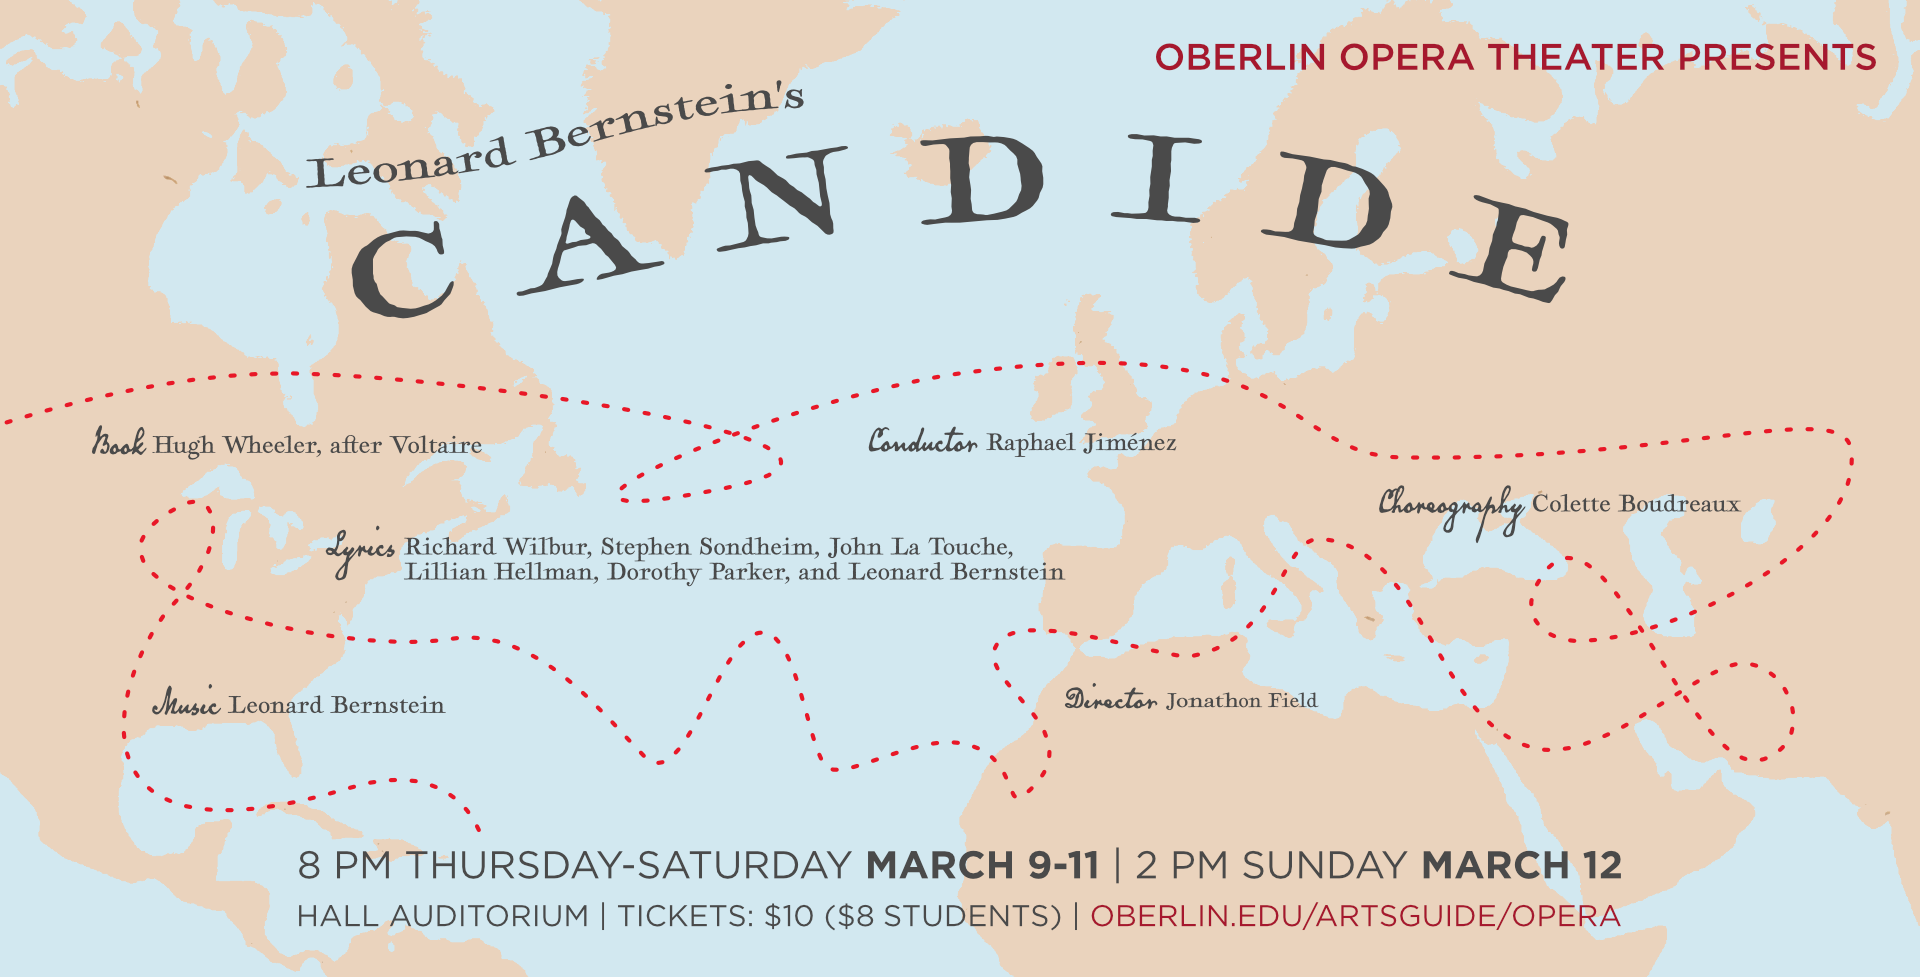 OBERLIN OPERA THEATER PRESENTS
Leonard Bernstein's
CANDIDE
Book Hugh Wheeler, after Voltaire
Conductor Raphael Jiménez
Choreography Colette Boudreaux
Lyrics Richard Wilbur, Stephen Sondheim, John La Touche,
Lillian Hellman, Dorothy Parker, and Leonard Bernstein
Music Leonard Bernstein
Director Jonathon Field
8 PM THURSDAY-SATURDAY MARCH 9-11 | 2 PM SUNDAY MARCH 12
HALL AUDITORIUM | TICKETS: $10 ($8 STUDENTS) | OBERLIN.EDU/ARTSGUIDE/OPERA